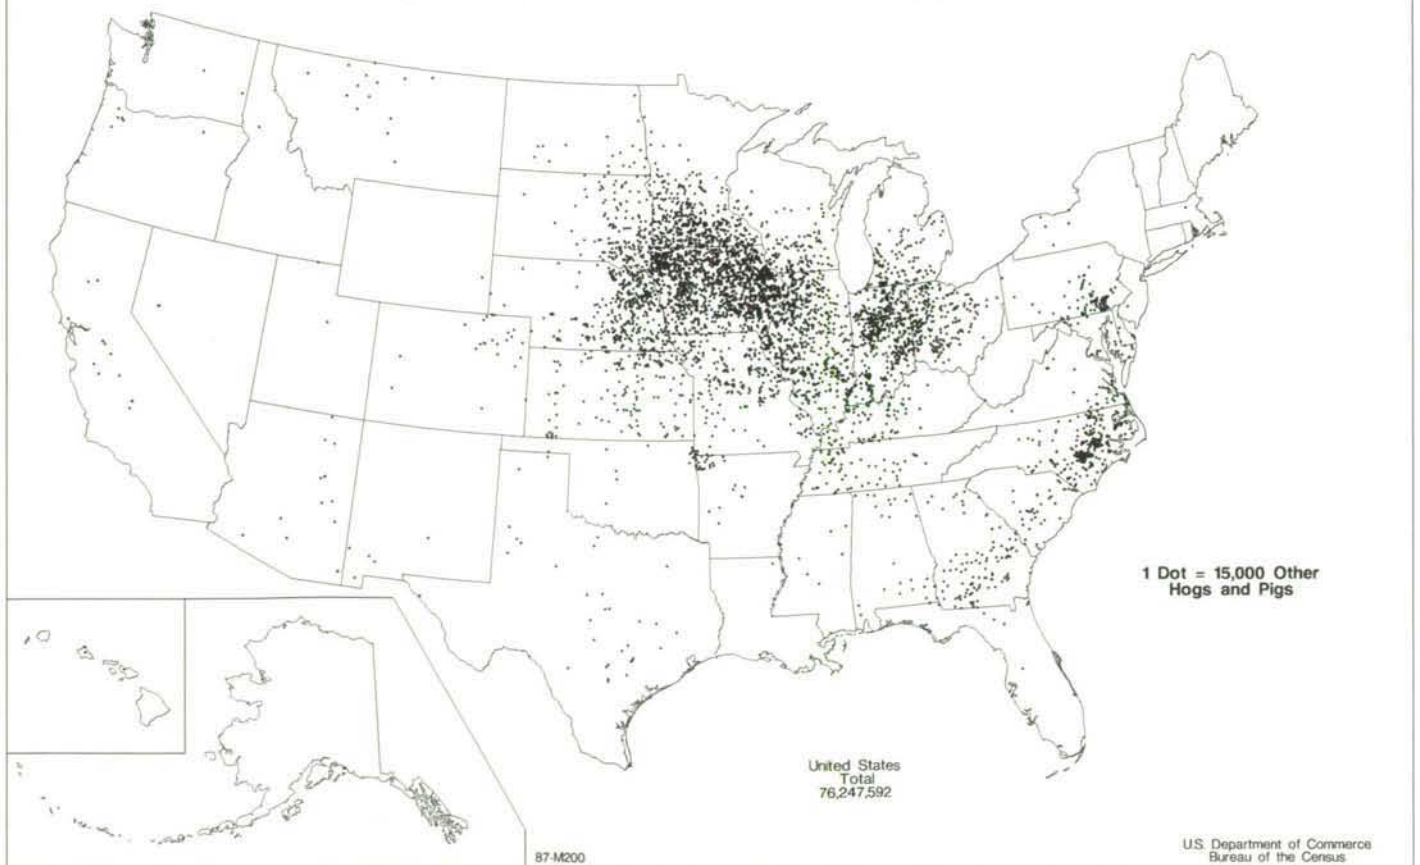 1 Dot = 15,000 Other
Hogs and Pigs
United States
Total
76,247,592
87-M200
U.S. Department of Commerce
Bureau of the Census